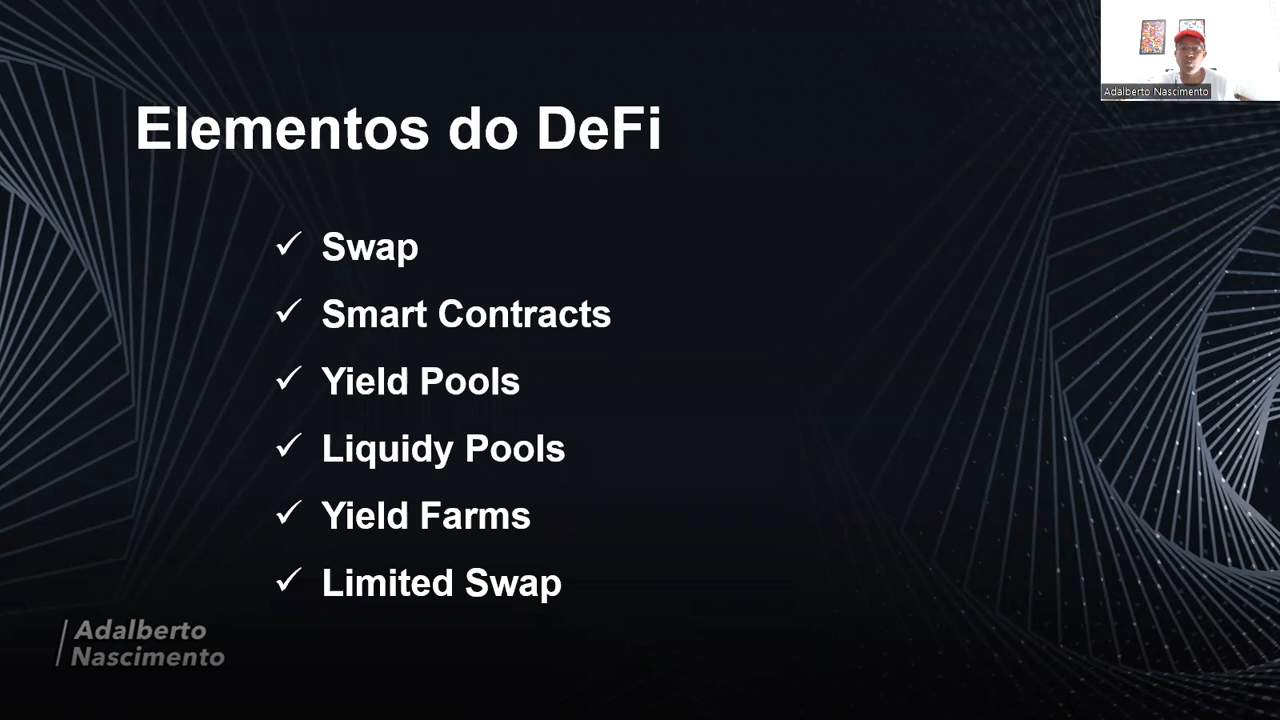 Adalberto Nascimento
Elementos do DeFi
✓ Swap
✓ Smart Contracts
✓ Yield Pools
✓ Liquidy Pools
✓ Yield Farms
✓ Limited Swap
Adalberto
Nascimento